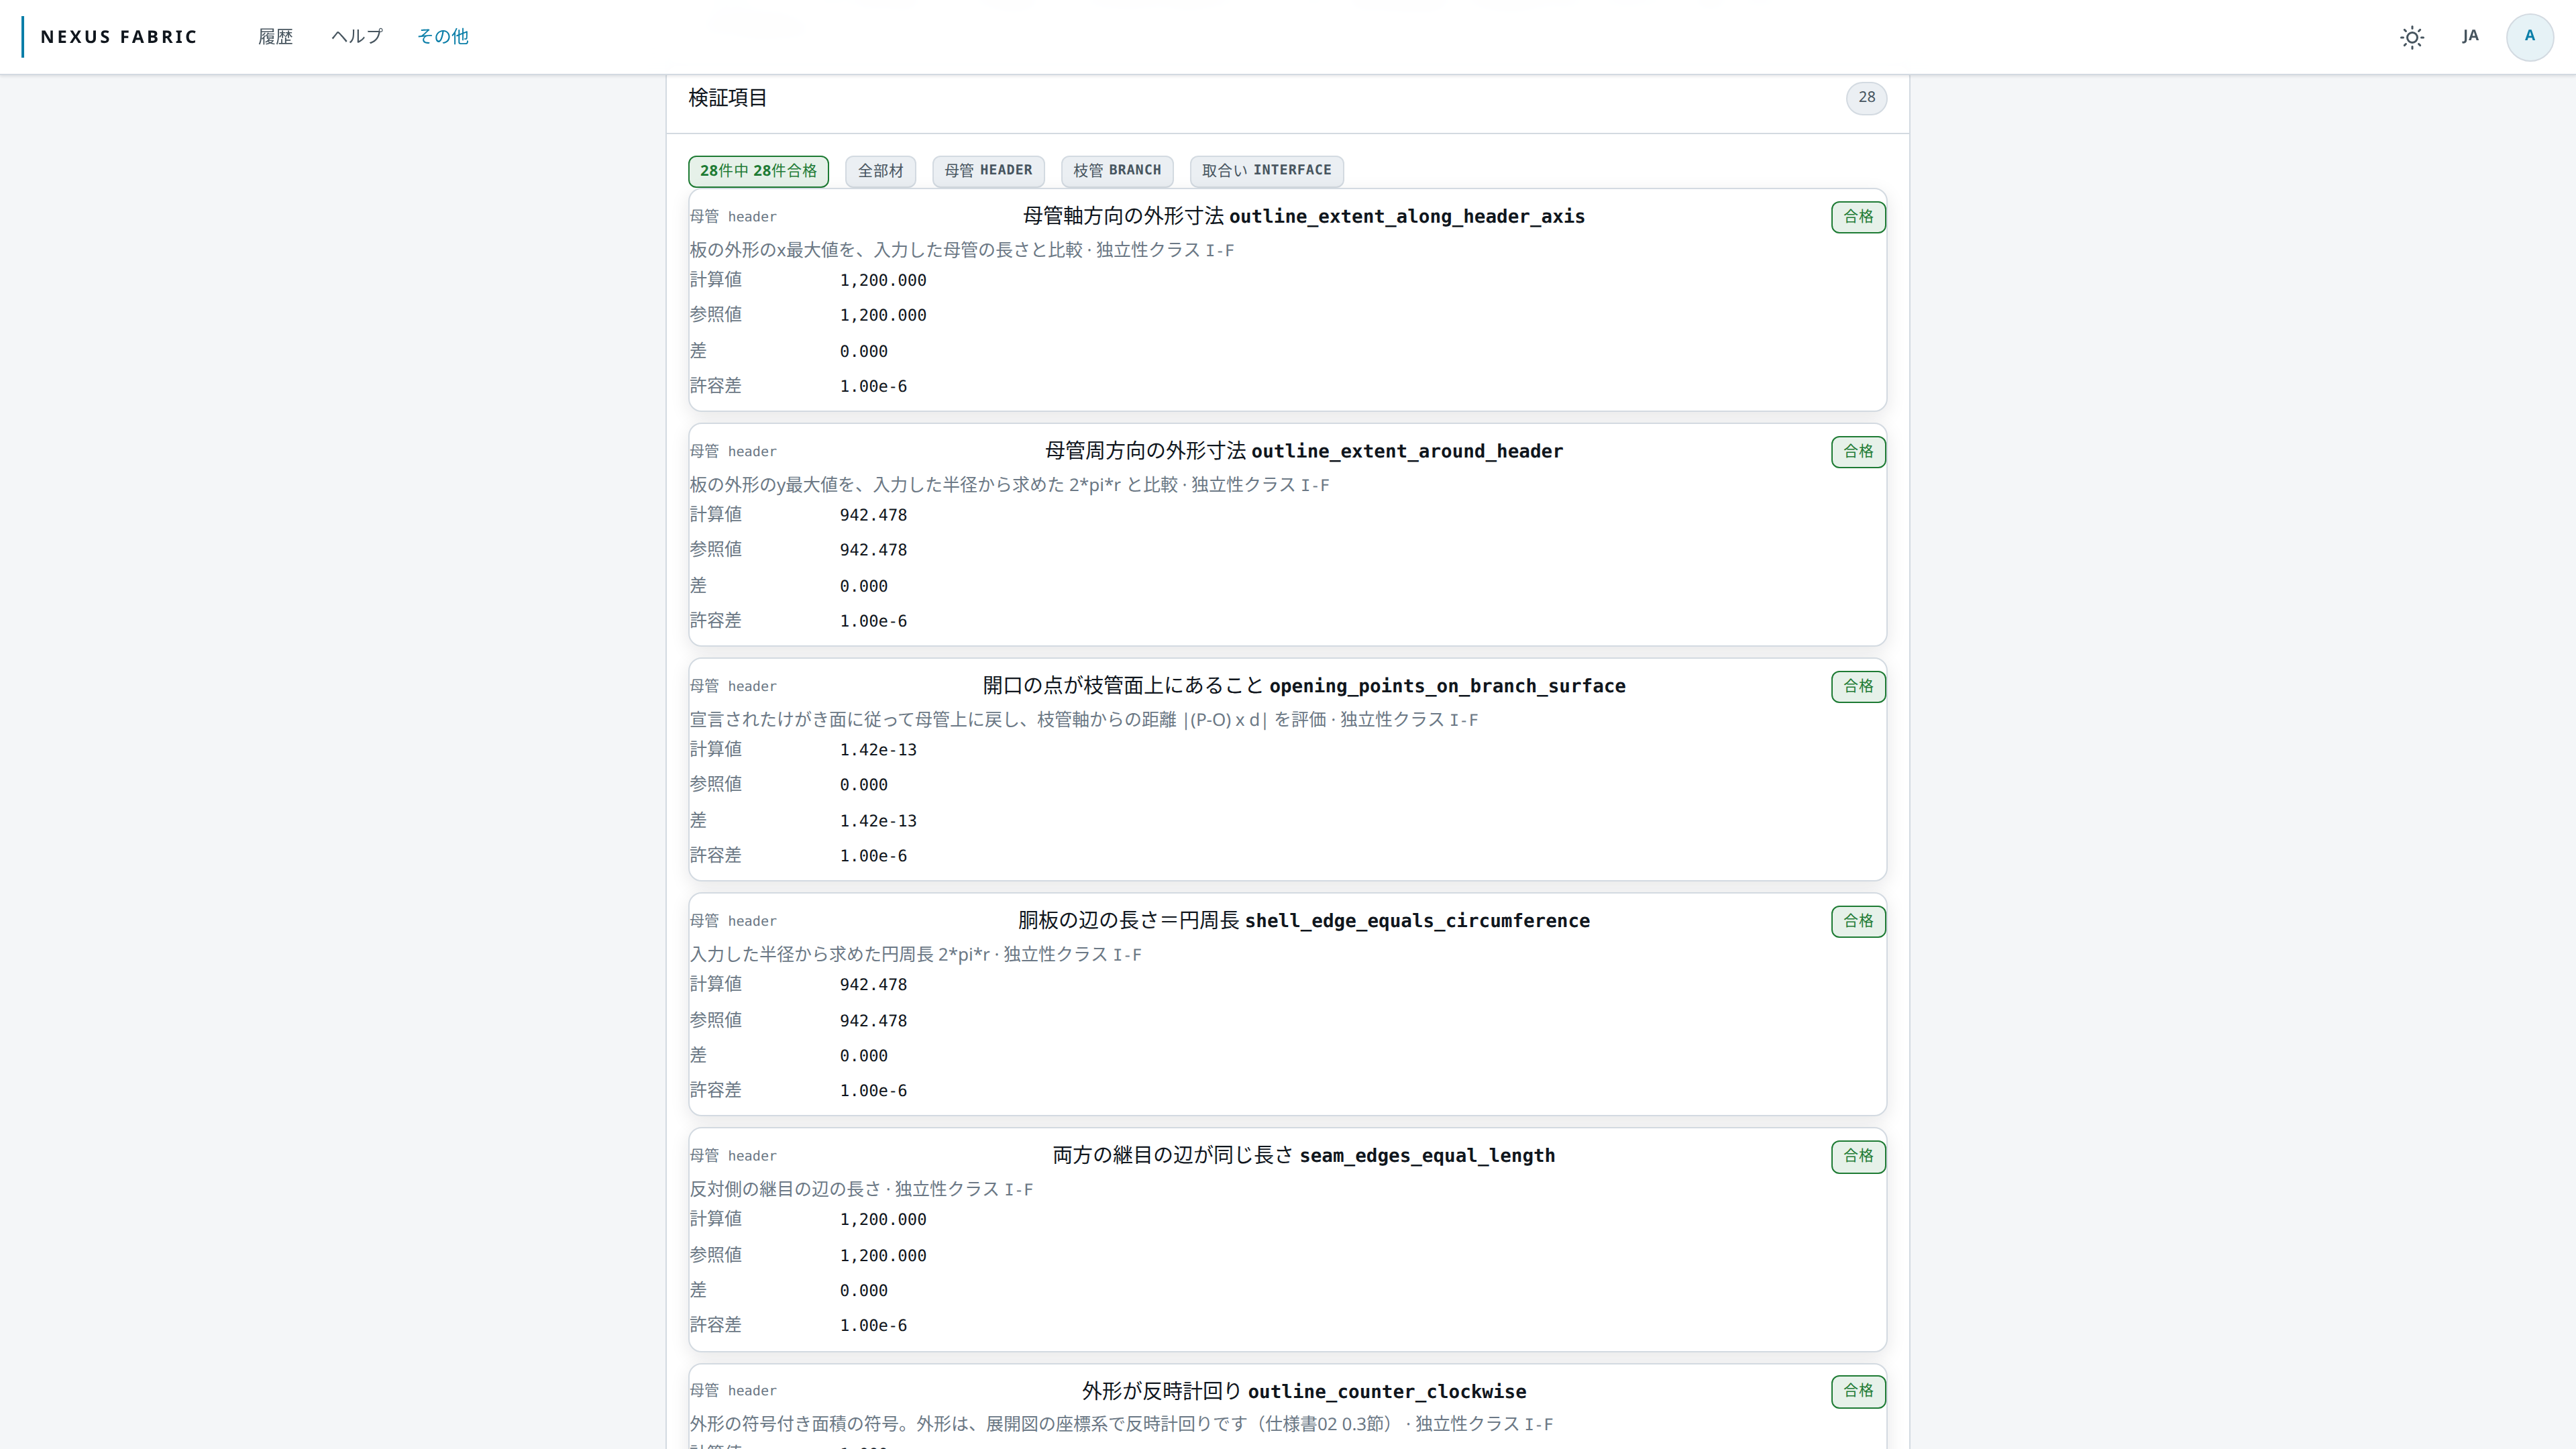 NEXUS FABRIC 履歴 ヘルプ その他 JA A
検証項目 28
28件中 28件合格 全部材 母管 HEADER 枝管 BRANCH 取合い INTERFACE
母管 header 母管軸方向の外形寸法 outline_extent_along_header_axis 合格
板の外形のx最大値を、入力した母管の長さと比較 · 独立性クラス I-F
計算値 1,200.000
参照値 1,200.000
差 0.000
許容差 1.00e-6
母管 header 母管周方向の外形寸法 outline_extent_around_header 合格
板の外形のy最大値を、入力した半径から求めた 2*pi*r と比較 · 独立性クラス I-F
計算値 942.478
参照値 942.478
差 0.000
許容差 1.00e-6
母管 header 開口の点が枝管面上にあること opening_points_on_branch_surface 合格
宣言されたけがき面に従って母管上に戻し、枝管軸からの距離 |(P-O) x d| を評価 · 独立性クラス I-F
計算値 1.42e-13
参照値 0.000
差 1.42e-13
許容差 1.00e-6
母管 header 胴板の辺の長さ＝円周長 shell_edge_equals_circumference 合格
入力した半径から求めた円周長 2*pi*r · 独立性クラス I-F
計算値 942.478
参照値 942.478
差 0.000
許容差 1.00e-6
母管 header 両方の継目の辺が同じ長さ seam_edges_equal_length 合格
反対側の継目の辺の長さ · 独立性クラス I-F
計算値 1,200.000
参照値 1,200.000
差 0.000
許容差 1.00e-6
母管 header 外形が反時計回り outline_counter_clockwise 合格
外形の符号付き面積の符号。外形は、展開図の座標系で反時計回りです（仕様書02 0.3節） · 独立性クラス I-F